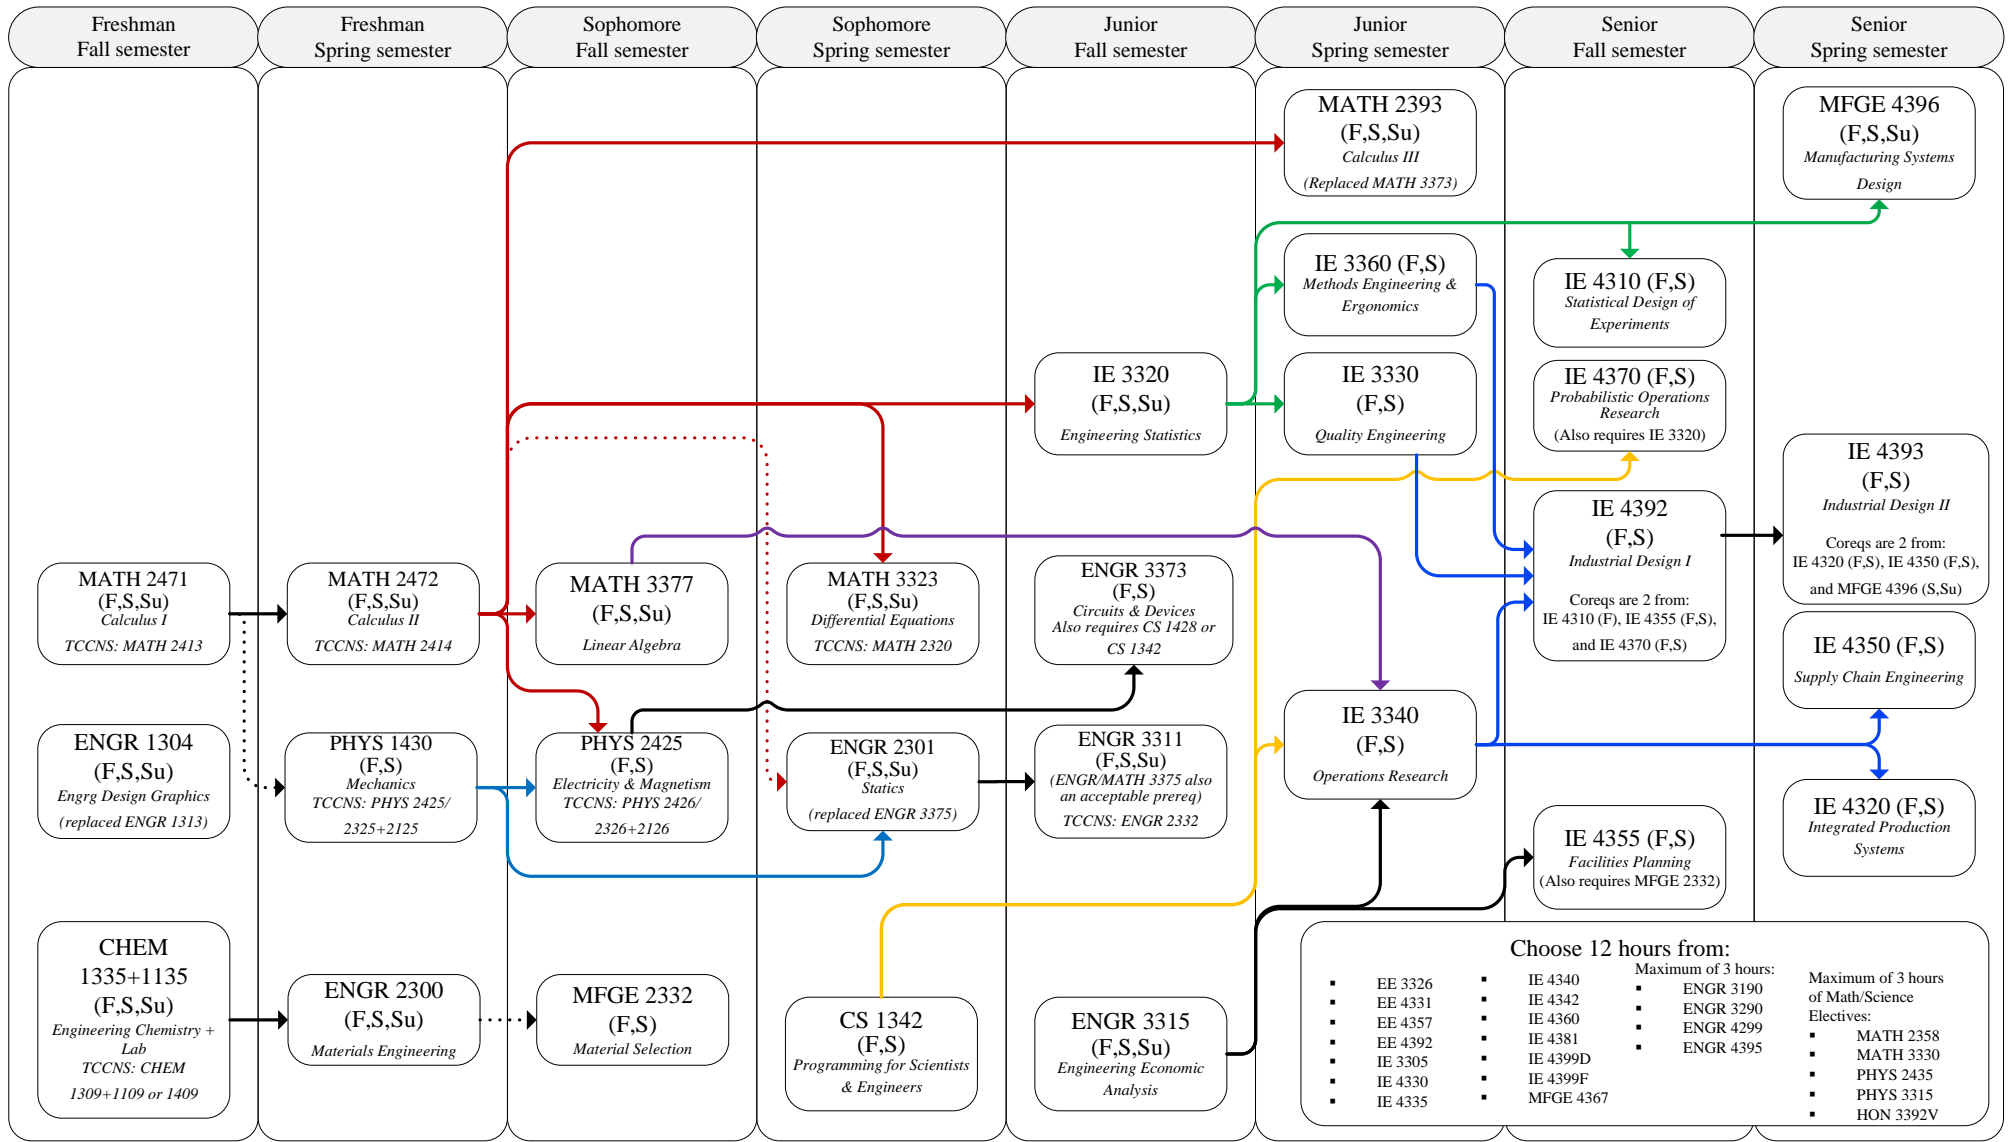 Freshman
Fall semester
Freshman
Spring semester
Sophomore
Fall semester
Sophomore
Spring semester
Junior
Fall semester
Junior
Spring semester
Senior
Fall semester
Senior
Spring semester
MATH 2471
(F,S,Su)
Calculus I
TCCNS: MATH 2413
ENGR 1304
(F,S,Su)
Engrg Design Graphics
(replaced ENGR 1313)
CHEM
1335+1135
(F,S,Su)
Engineering Chemistry +
Lab
TCCNS: CHEM
1309+1109 or 1409
MATH 2472
(F,S,Su)
Calculus II
TCCNS: MATH 2414
PHYS 1430
(F,S)
Mechanics
TCCNS: PHYS 2425/
2325+2125
ENGR 2300
(F,S,Su)
Materials Engineering
MATH 3377
(F,S,Su)
Linear Algebra
PHYS 2425
(F,S)
Electricity & Magnetism
TCCNS: PHYS 2426/
2326+2126
MFGE 2332
(F,S)
Material Selection
MATH 3323
(F,S,Su)
Differential Equations
TCCNS: MATH 2320
ENGR 2301
(F,S,Su)
Statics
(replaced ENGR 3375)
CS 1342
(F,S)
Programming for Scientists
& Engineers
IE 3320
(F,S,Su)
Engineering Statistics
ENGR 3373
(F,S)
Circuits & Devices
Also requires CS 1428 or
CS 1342
ENGR 3311
(F,S,Su)
(ENGR/MATH 3375 also
an acceptable prereq)
TCCNS: ENGR 2332
ENGR 3315
(F,S,Su)
Engineering Economic
Analysis
MATH 2393
(F,S,Su)
Calculus III
(Replaced MATH 3373)
IE 3360 (F,S)
Methods Engineering &
Ergonomics
IE 3330
(F,S)
Quality Engineering
IE 3340
(F,S)
Operations Research
IE 4310 (F,S)
Statistical Design of
Experiments
IE 4370 (F,S)
Probabilistic Operations
Research
(Also requires IE 3320)
IE 4392
(F,S)
Industrial Design I
Coreqs are 2 from:
IE 4310 (F), IE 4355 (F,S),
and IE 4370 (F,S)
IE 4355 (F,S)
Facilities Planning
(Also requires MFGE 2332)
MFGE 4396
(F,S,Su)
Manufacturing Systems
Design
IE 4393
(F,S)
Industrial Design II
Coreqs are 2 from:
IE 4320 (F,S), IE 4350 (F,S),
and MFGE 4396 (S,Su)
IE 4350 (F,S)
Supply Chain Engineering
IE 4320 (F,S)
Integrated Production
Systems
Choose 12 hours from:
▪ EE 3326
▪ EE 4331
▪ EE 4357
▪ EE 4392
▪ IE 3305
▪ IE 4330
▪ IE 4335
▪ IE 4340
▪ IE 4342
▪ IE 4360
▪ IE 4381
▪ IE 4399D
▪ IE 4399F
▪ MFGE 4367
Maximum of 3 hours:
▪ ENGR 3190
▪ ENGR 3290
▪ ENGR 4299
▪ ENGR 4395
Maximum of 3 hours
of Math/Science
Electives:
▪ MATH 2358
▪ MATH 3330
▪ PHYS 2435
▪ PHYS 3315
▪ HON 3392V